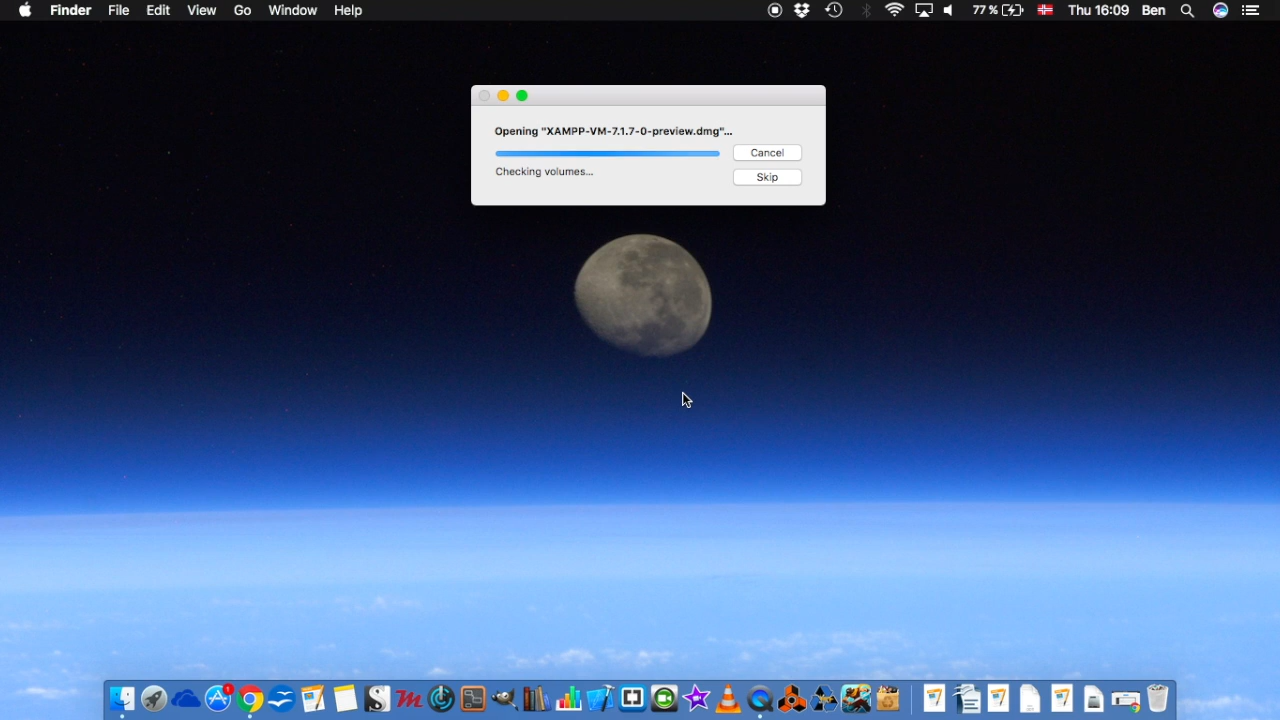 Finder File Edit View Go Window Help 77 % Thu 16:09 Ben
Opening "XAMPP-VM-7.1.7-0-preview.dmg"...
Cancel
Checking volumes...
Skip
1